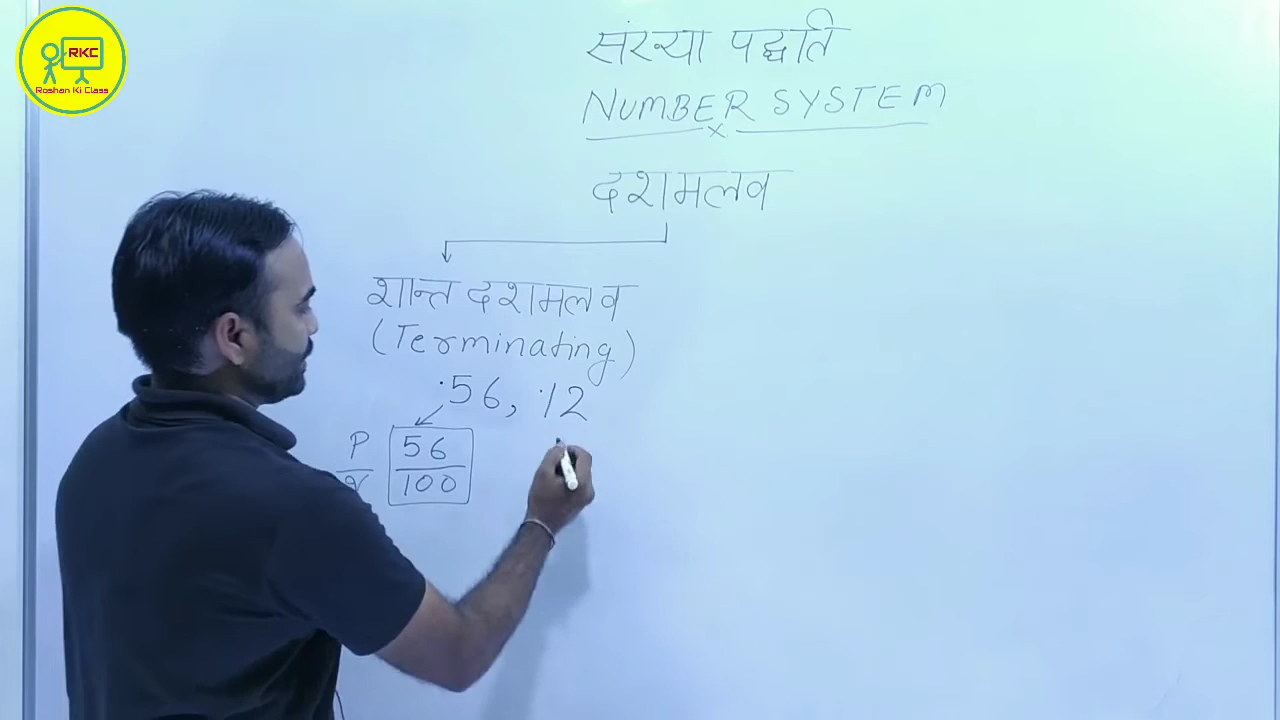 RKC
Roshan Ki Class
संख्या पद्धति
NUMBER SYSTEM
x
दशमलव
शान्त दशमलव
(Terminating)
.56, .12
P 56
q 100